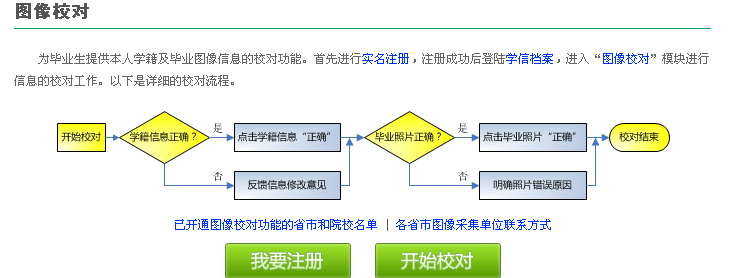 图像校对
为毕业生提供本人学籍及毕业图像信息的校对功能。首先进行实名注册，注册成功后登陆学信档案，进入“图像校对”模块进行
信息的校对工作。以下是详细的校对流程。
开始校对
学籍信息正确？
是
点击学籍信息“正确”
毕业照片正确？
是
点击毕业照片“正确”
校对结束
否
反馈信息修改意见
否
明确照片错误原因
已开通图像校对功能的省市和院校名单 | 各省市图像采集单位联系方式
我要注册
开始校对